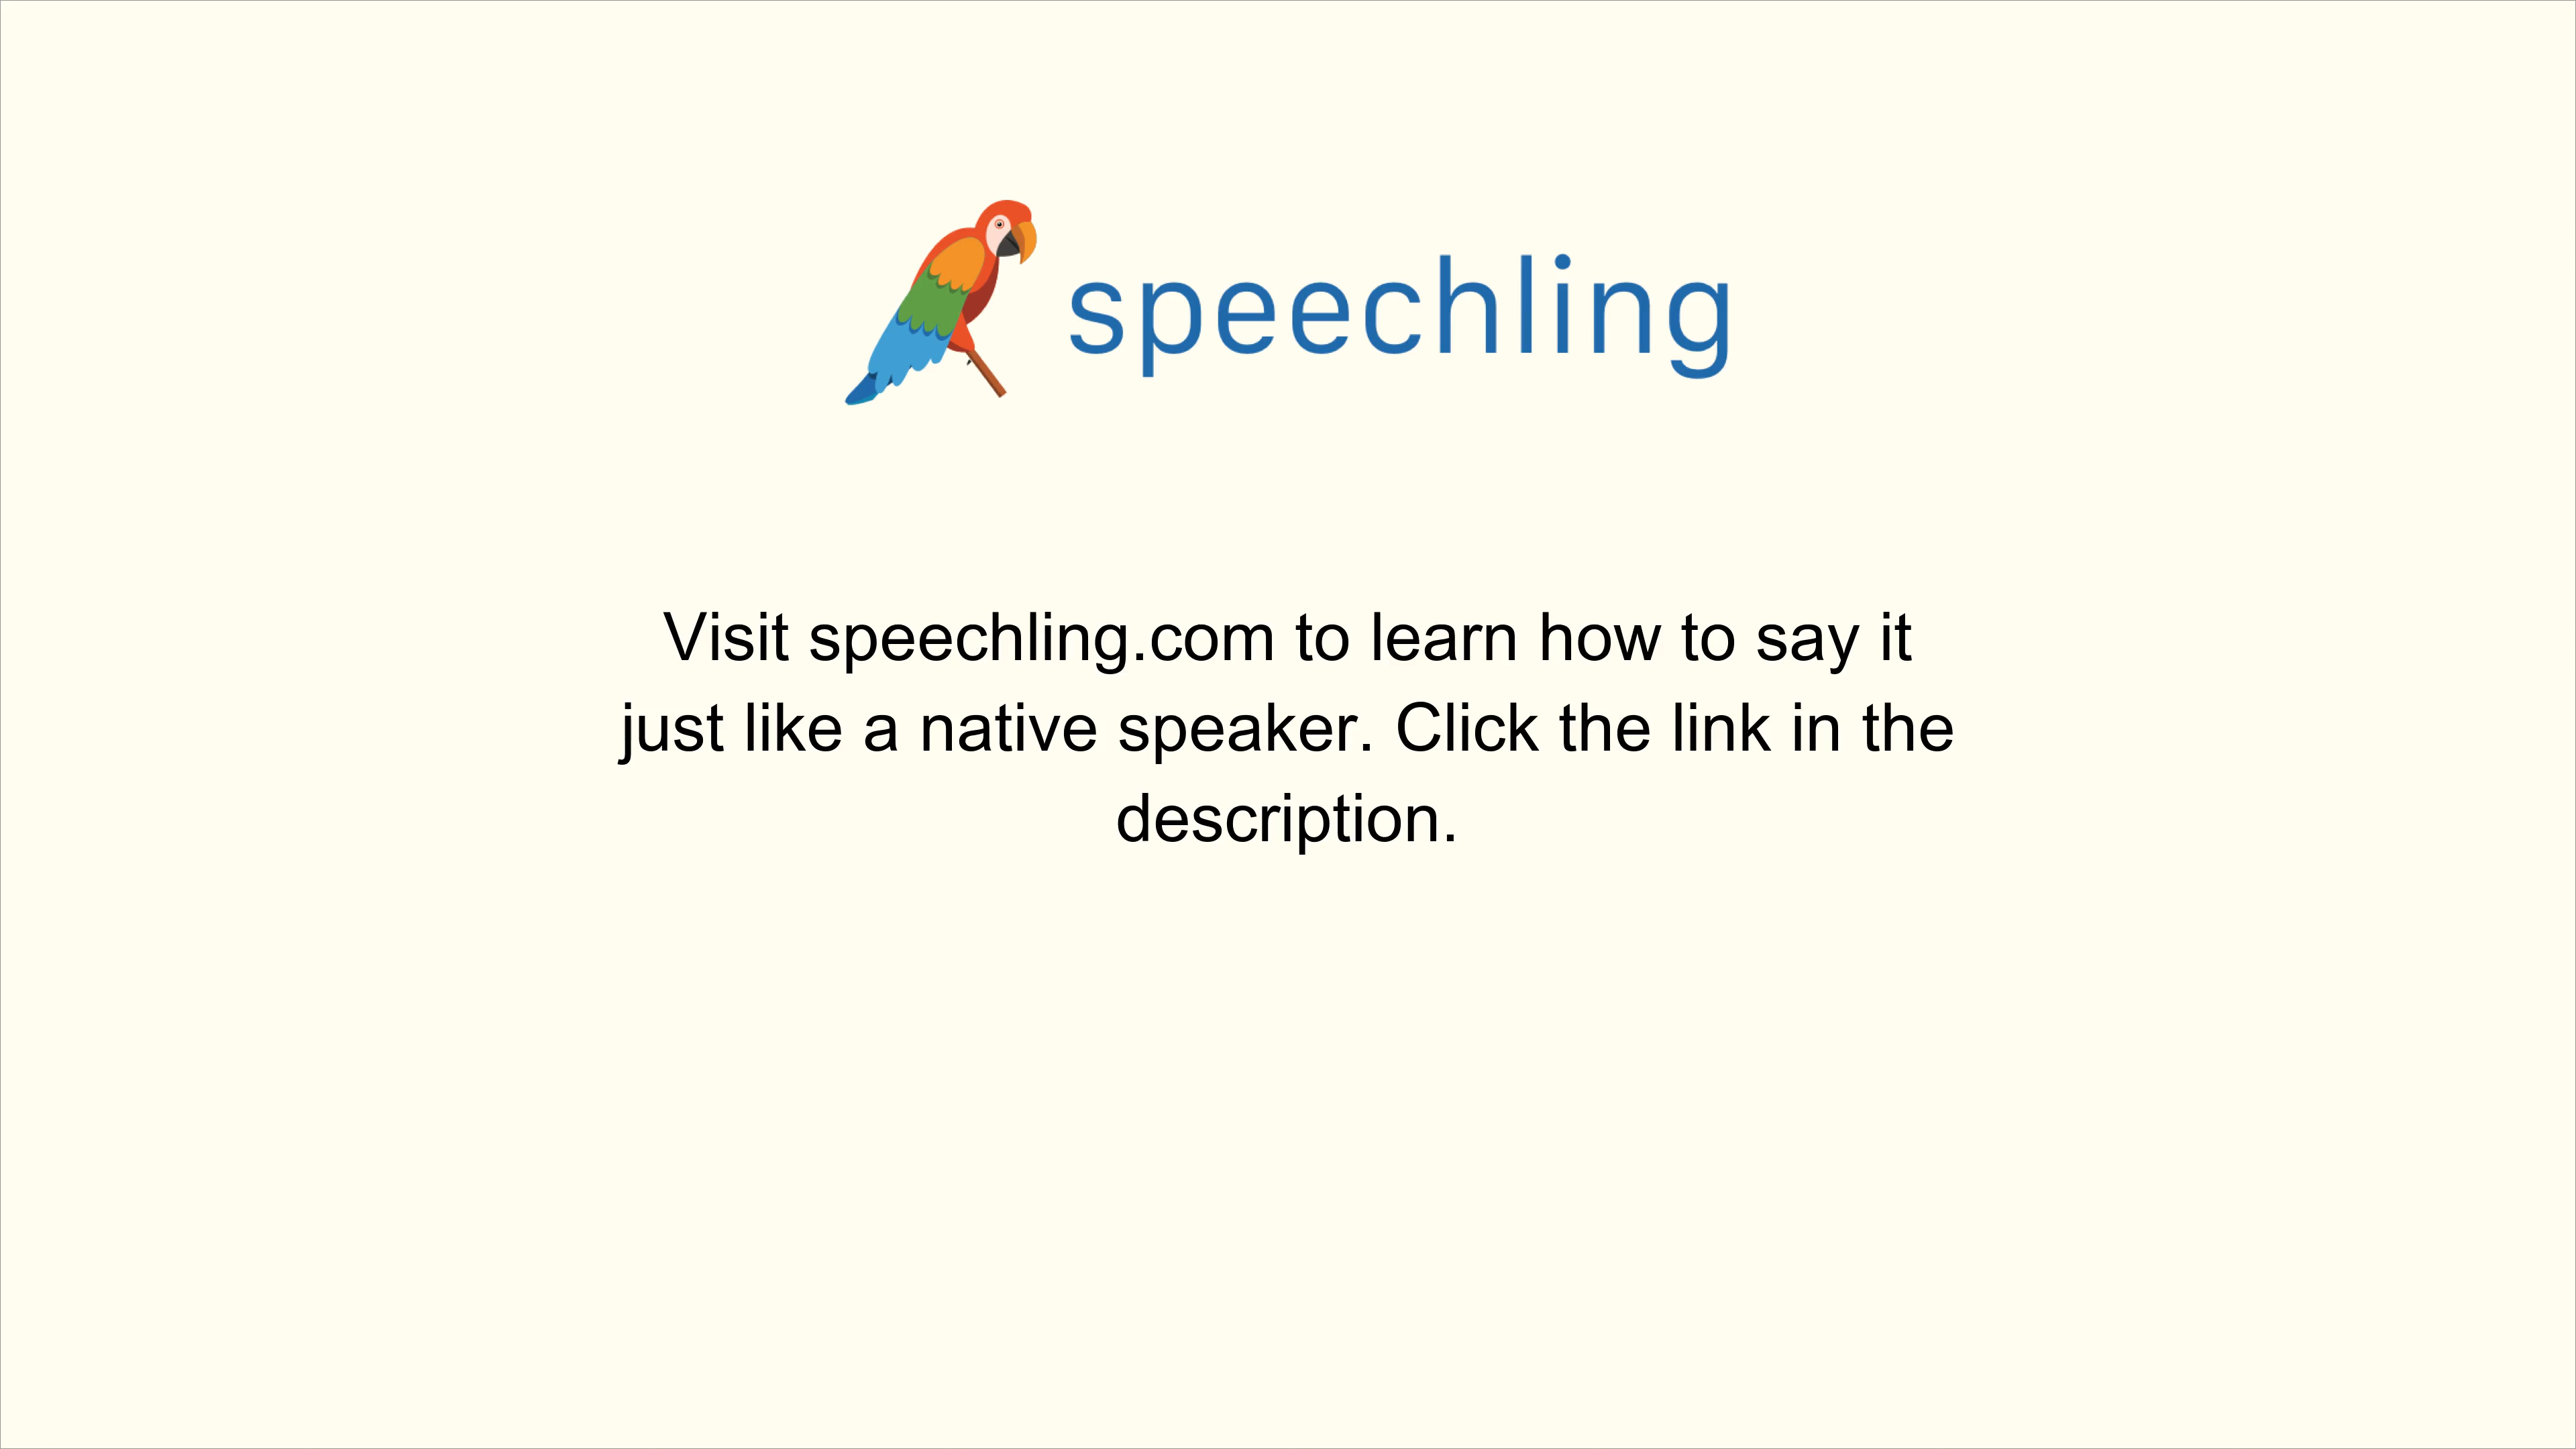 speechling
Visit speechling.com to learn how to say it
just like a native speaker. Click the link in the
description.